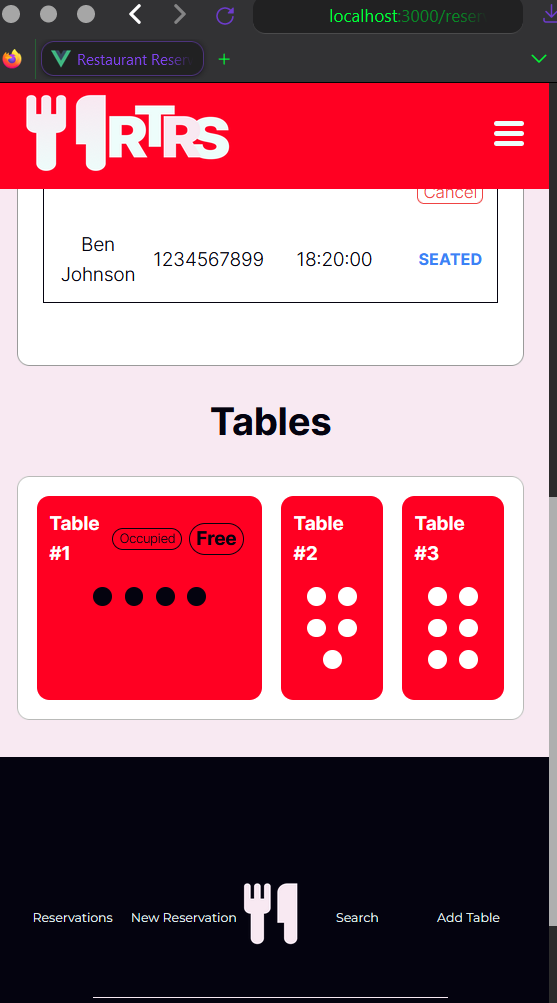 localhost:3000/reser
Restaurant Reser
RTRS
Cancel
Ben
Johnson
1234567899
18:20:00
SEATED
Tables
Table
#1
Occupied
Free
Table
#2
Table
#3
Reservations
New Reservation
Search
Add Table